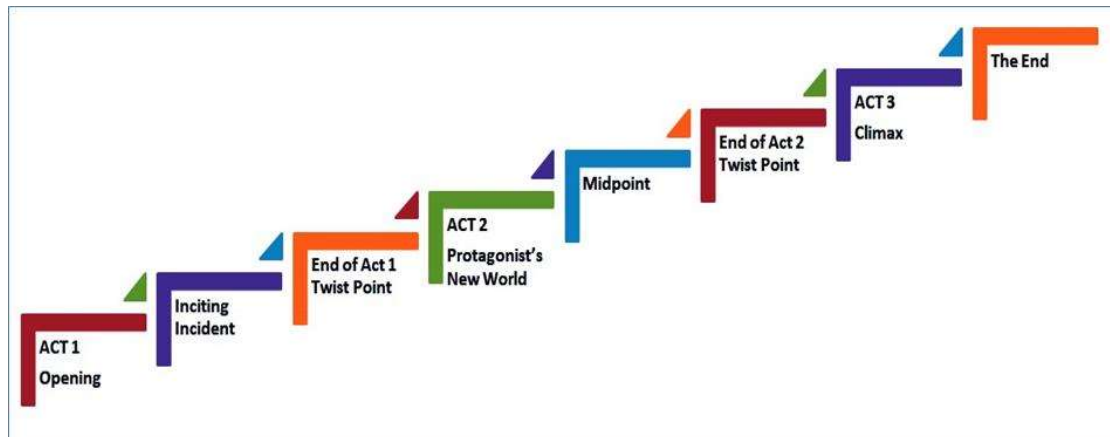 ACT 1
Opening
Inciting
Incident
End of Act 1
Twist Point
ACT 2
Protagonist's
New World
Midpoint
End of Act 2
Twist Point
ACT 3
Climax
The End